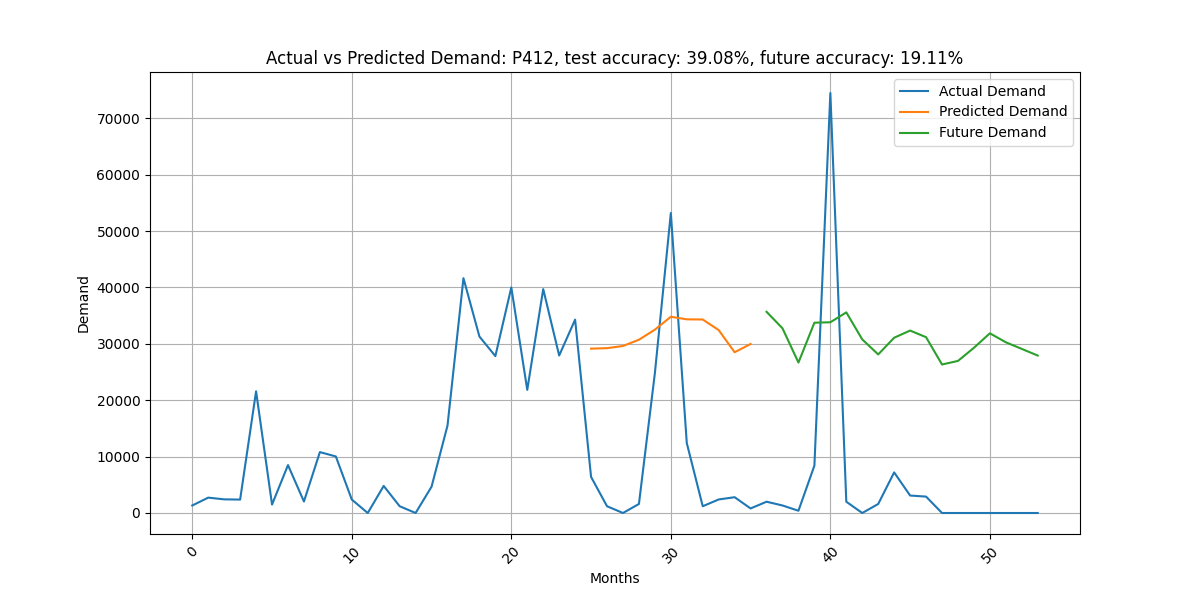 Actual vs Predicted Demand: P412, test accuracy: 39.08%, future accuracy: 19.11%
Actual Demand
Predicted Demand
Future Demand
70000
60000
50000
40000
30000
20000
10000
0
Demand
0
10
20
30
40
50
Months